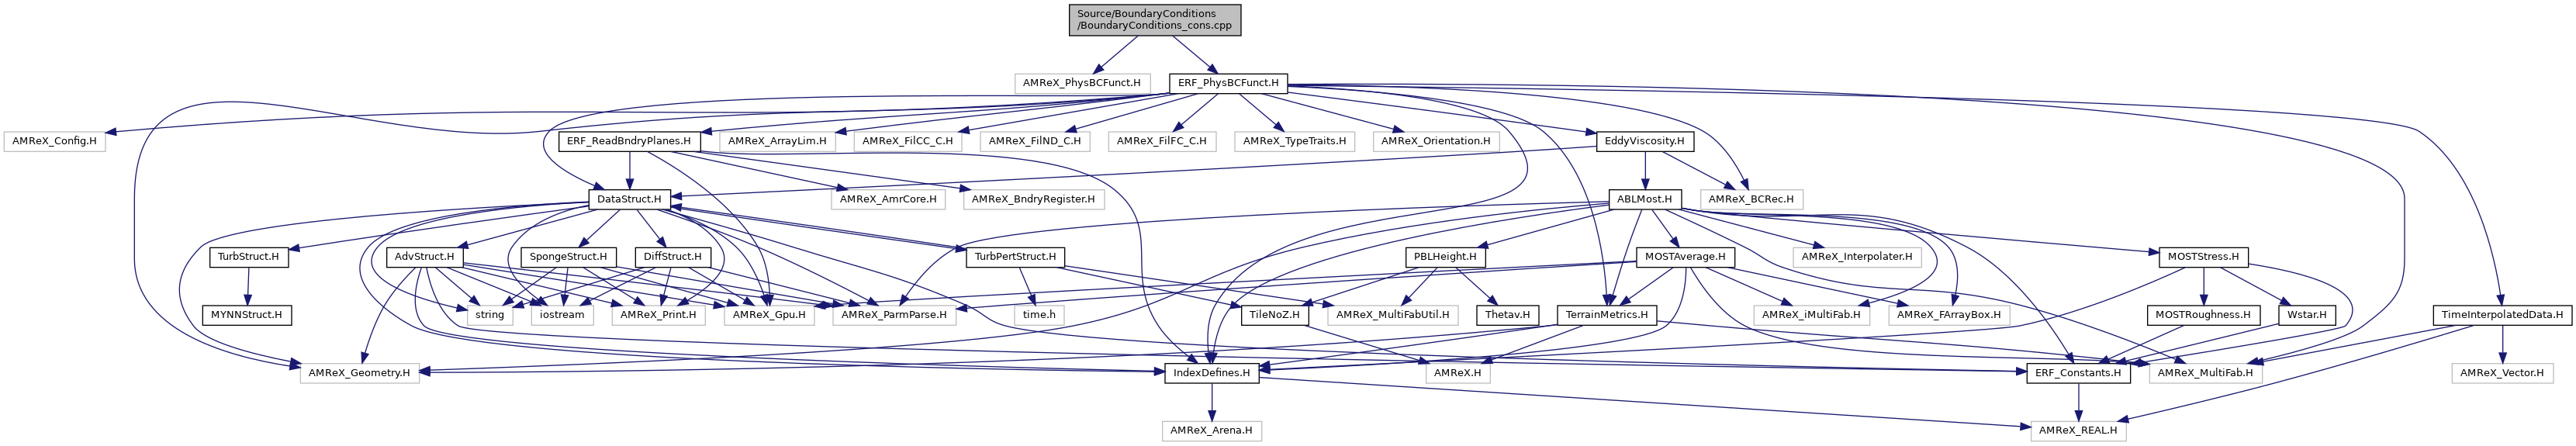 Source/BoundaryConditions
/BoundaryConditions_cons.cpp
AMReX_PhysBCFunct.H
ERF_PhysBCFunct.H
AMReX_Config.H
ERF_ReadBndryPlanes.H
AMReX_ArrayLim.H
AMReX_FilCC_C.H
AMReX_FilND_C.H
AMReX_FilFC_C.H
AMReX_TypeTraits.H
AMReX_Orientation.H
EddyViscosity.H
DataStruct.H
AMReX_AmrCore.H
AMReX_BndryRegister.H
ABLMost.H
AMReX_BCRec.H
TurbStruct.H
AdvStruct.H
SpongeStruct.H
DiffStruct.H
TurbPertStruct.H
PBLHeight.H
MOSTAverage.H
AMReX_Interpolater.H
MOSTStress.H
MYNNStruct.H
string
iostream
AMReX_Print.H
AMReX_Gpu.H
AMReX_ParmParse.H
time.h
TileNoZ.H
AMReX_MultiFabUtil.H
Thetav.H
TerrainMetrics.H
AMReX_iMultiFab.H
AMReX_FArrayBox.H
MOSTRoughness.H
Wstar.H
TimeInterpolatedData.H
AMReX_Geometry.H
IndexDefines.H
AMReX.H
ERF_Constants.H
AMReX_MultiFab.H
AMReX_Vector.H
AMReX_Arena.H
AMReX_REAL.H